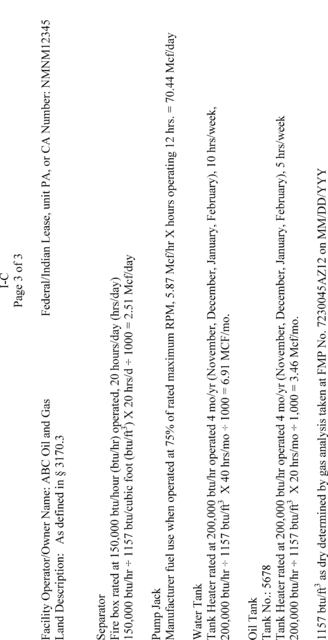 I-C
Page 3 of 3
Facility Operator/Owner Name: ABC Oil and Gas Federal/Indian Lease, unit PA, or CA Number: NMNM12345
Land Description: As defined in § 3170.3
Separator
Fire box rated at 150,000 btu/hour (btu/hr) operated, 20 hours/day (hrs/day)
150,000 btu/hr ÷ 1157 btu/cubic foot (btu/ft³) X 20 hrs/d ÷ 1000 = 2.51 Mcf/day
Pump Jack
Manufacturer fuel use when operated at 75% of rated maximum RPM, 5.87 Mcf/hr X hours operating 12 hrs. = 70.44 Mcf/day
Water Tank
Tank Heater rated at 200,000 btu/hr operated 4 mo/yr (November, December, January, February), 10 hrs/week,
200,000 btu/hr ÷ 1157 btu/ft³ X 40 hrs/mo ÷ 1000 = 6.91 MCF/mo.
Oil Tank
Tank No.: 5678
Tank Heater rated at 200,000 btu/hr operated 4 mo/yr (November, December, January, February), 5 hrs/week
200,000 btu/hr ÷ 1157 btu/ft³ X 20 hrs/mo ÷ 1,000 = 3.46 Mcf/mo.
157 btu/ft³ as dry determined by gas analysis taken at FMP No. 7230045AZ12 on MM/DD/YYY